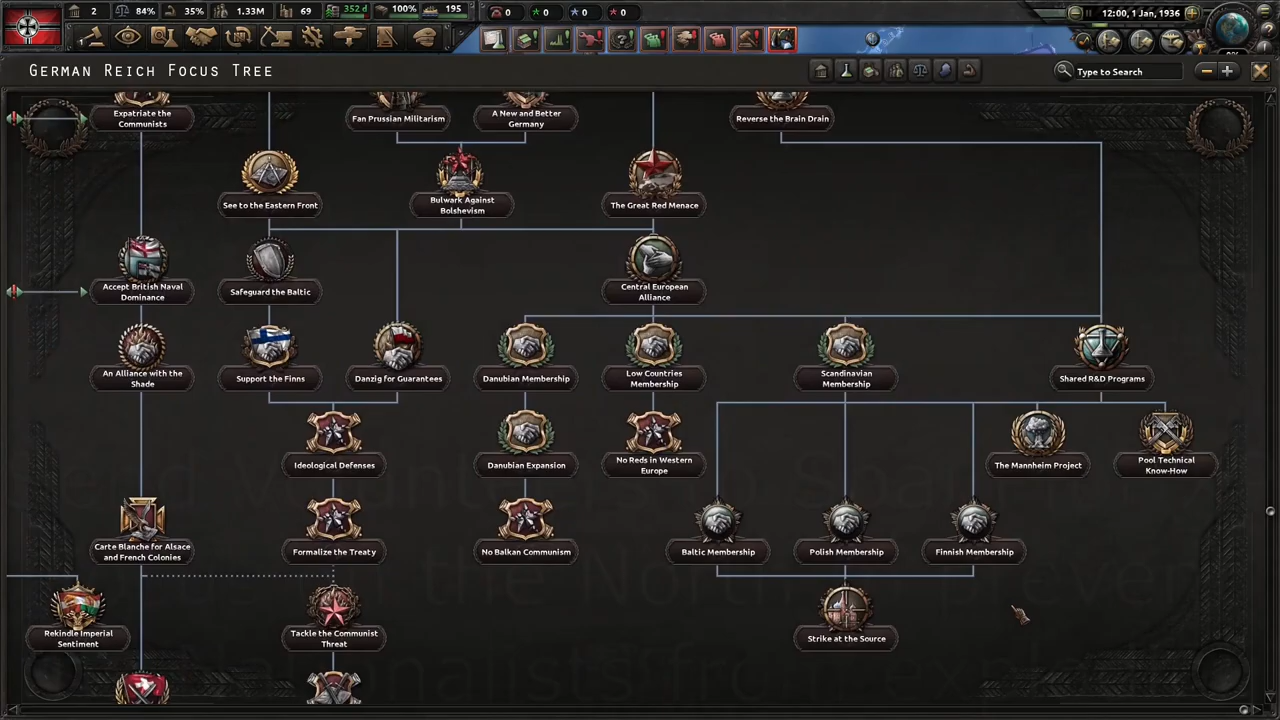 2
84%
35%
1.33M
69
352 d
100%
195
0
0
0
0
12:00, 1 Jan, 1936
German Reich Focus Tree
Type to Search
Expatriate the
Communists
Fan Prussian Militarism
A New and Better
Germany
Reverse the Brain Drain
See to the Eastern Front
Bulwark Against
Bolshevism
The Great Red Menace
Accept British Naval
Dominance
Safeguard the Baltic
Central European
Alliance
An Alliance with the
Shade
Support the Finns
Danzig for Guarantees
Danubian Membership
Low Countries
Membership
Scandinavian
Membership
Shared R&D Programs
Ideological Defenses
Danubian Expansion
No Reds in Western
Europe
The Mannheim Project
Pool Technical
Know-How
Carte Blanche for Alsace
and French Colonies
Formalize the Treaty
No Balkan Communism
Baltic Membership
Polish Membership
Finnish Membership
Rekindle Imperial
Sentiment
Tackle the Communist
Threat
Strike at the Source